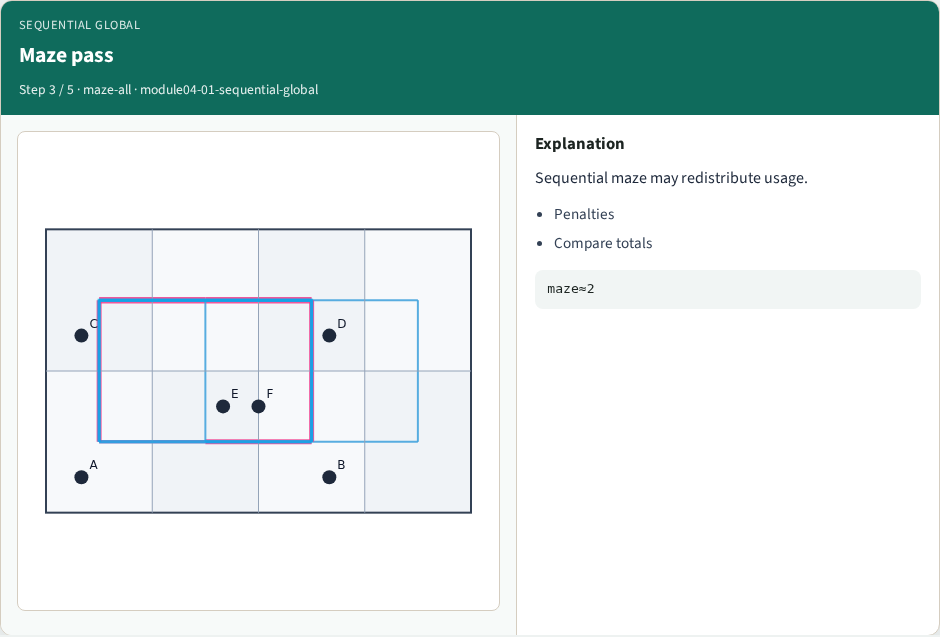 SEQUENTIAL GLOBAL
Maze pass
Step 3 / 5 · maze-all · module04-01-sequential-global
C
D
E
F
A
B
Explanation
Sequential maze may redistribute usage.
• Penalties
• Compare totals
maze≈2